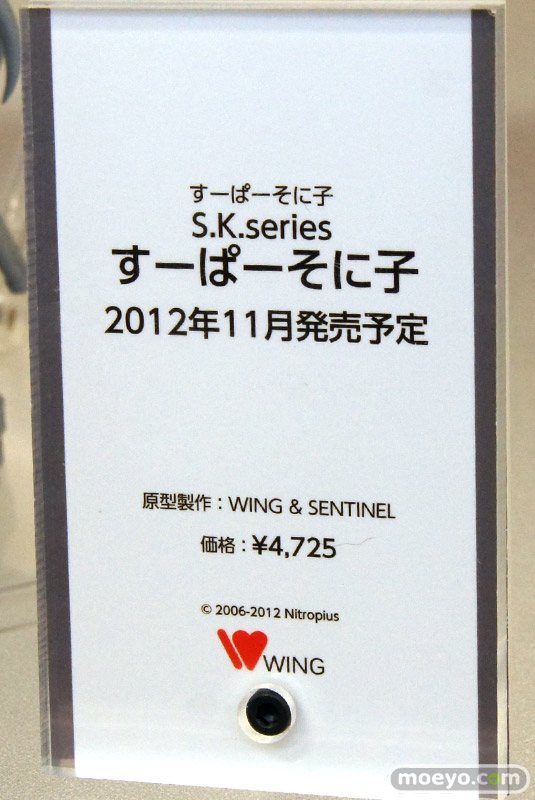 すーぱーそに子
S.K.series
すーぱーそに子
2012年11月発売予定
原型製作：WING & SENTINEL
価格：¥4,725
© 2006-2012 Nitropius
WING
moeyo.com